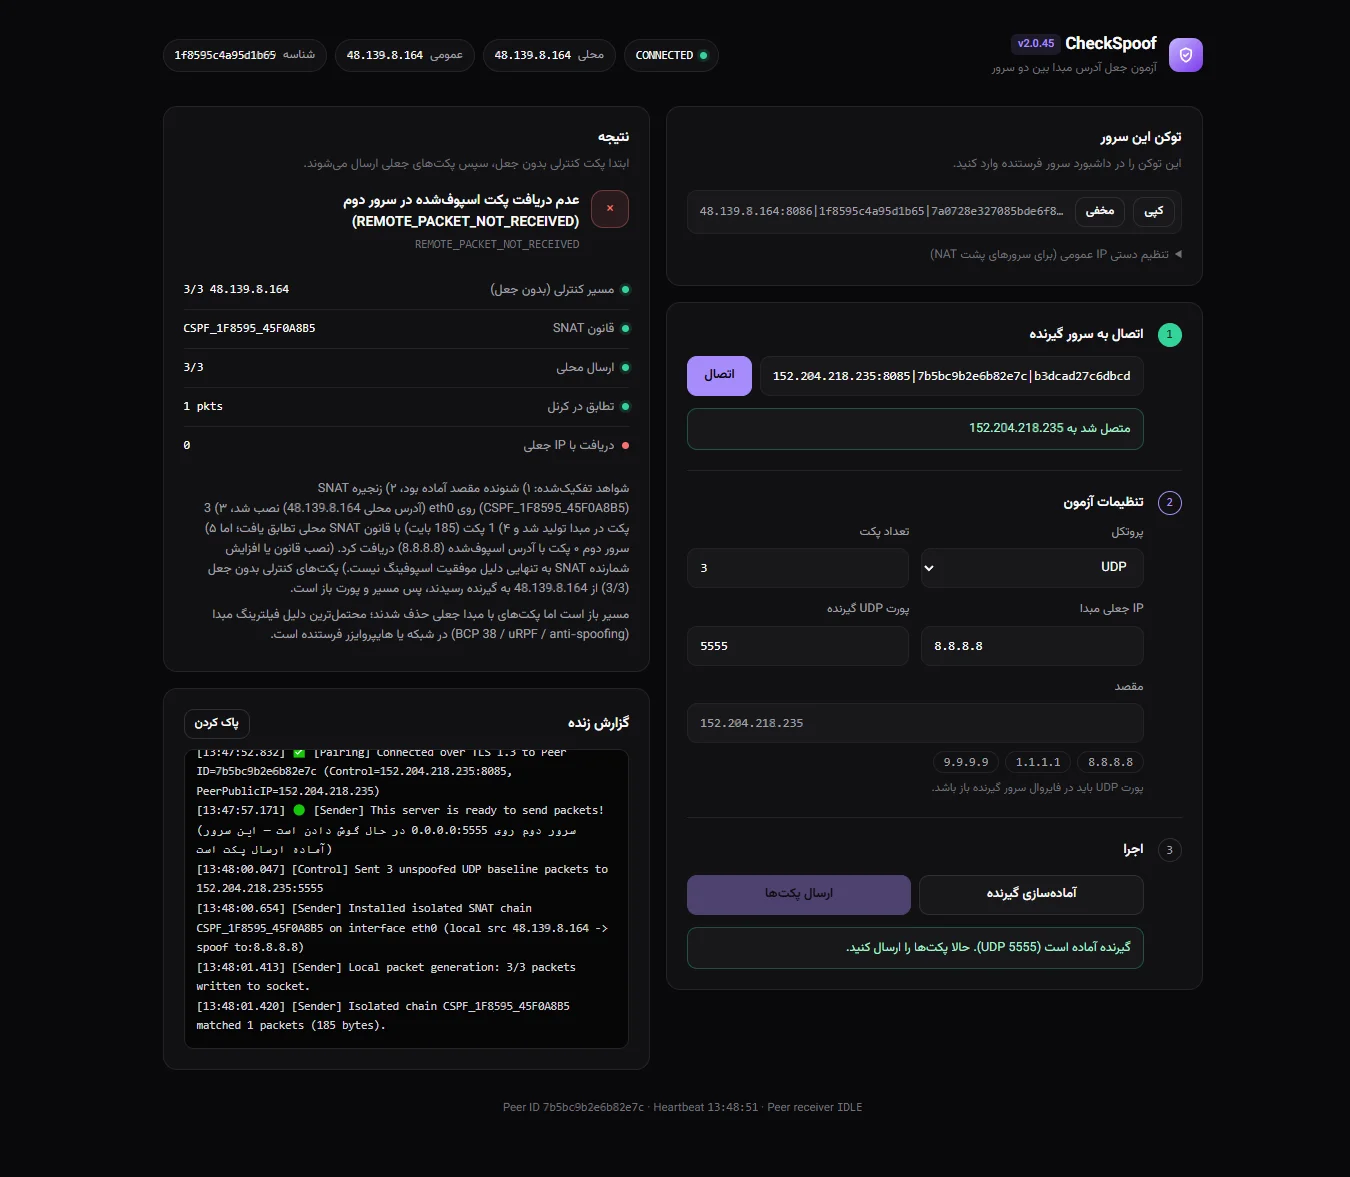 CheckSpoof v2.0.45
آزمون جعل آدرس مبدا بین دو سرور
CONNECTED
محلی 48.139.8.164
عمومی 48.139.8.164
شناسه 1f8595c4a95d1b65
توکن این سرور
این توکن را در داشبورد سرور فرستنده وارد کنید.
کپی
مخفی
48.139.8.164:8086|1f8595c4a95d1b65|7a0728e327085bde6f8…
◀ تنظیم دستی IP عمومی (برای سرورهای پشت NAT)
1
اتصال به سرور گیرنده
152.204.218.235:8085|7b5bc9b2e6b82e7c|b3dcad27c6dbcd
اتصال
متصل شد به 152.204.218.235
2
تنظیمات آزمون
پروتکل
تعداد پکت
UDP
3
IP جعلی مبدا
پورت UDP گیرنده
8.8.8.8
5555
مقصد
152.204.218.235
8.8.8.8
1.1.1.1
9.9.9.9
پورت UDP باید در فایروال سرور گیرنده باز باشد.
3
اجرا
آماده‌سازی گیرنده
ارسال پکت‌ها
گیرنده آماده است (UDP 5555). حالا پکت‌ها را ارسال کنید.
نتیجه
ابتدا پکت کنترلی بدون جعل، سپس پکت‌های جعلی ارسال می‌شوند.
×
عدم دریافت پکت اسپوف‌شده در سرور دوم
(REMOTE_PACKET_NOT_RECEIVED)
REMOTE_PACKET_NOT_RECEIVED
مسیر کنترلی (بدون جعل)
3/3 48.139.8.164
قانون SNAT
CSPF_1F8595_45F0A8B5
ارسال محلی
3/3
تطابق در کرنل
1 pkts
دریافت با IP جعلی
0
شواهد تفکیک‌شده: ۱) شنونده مقصد آماده بود، ۲) زنجیره SNAT
(CSPF_1F8595_45F0A8B5) روی eth0 (آدرس محلی 48.139.8.164) نصب شد، ۳) 3
پکت در مبدا تولید شد و ۴) 1 پکت (185 بایت) با قانون SNAT محلی تطابق یافت؛ اما ۵)
سرور دوم ۰ پکت با آدرس اسپوف‌شده (8.8.8.8) دریافت کرد. (نصب قانون یا افزایش
شمارنده SNAT به تنهایی دلیل موفقیت اسپوفینگ نیست.) پکت‌های کنترلی بدون جعل
(3/3) از 48.139.8.164 به گیرنده رسیدند، پس مسیر و پورت باز است.
مسیر باز است اما پکت‌های با مبدا جعلی حذف شدند؛ محتمل‌ترین دلیل فیلترینگ مبدا
(BCP 38 / uRPF / anti-spoofing) در شبکه یا هایپروایزر فرستنده است.
گزارش زنده
پاک کردن
[13:47:52.832] ✅ [Pairing] Connected over TLS 1.3 to Peer
ID=7b5bc9b2e6b82e7c (Control=152.204.218.235:8085,
PeerPublicIP=152.204.218.235)
[13:47:57.171] 🟢 [Sender] This server is ready to send packets!
(سرور دوم روی 0.0.0.0:5555 در حال گوش دادن است — این سرور
آماده ارسال پکت است)
[13:48:00.047] [Control] Sent 3 unspoofed UDP baseline packets to
152.204.218.235:5555
[13:48:00.654] [Sender] Installed isolated SNAT chain
CSPF_1F8595_45F0A8B5 on interface eth0 (local src 48.139.8.164 ->
spoof to:8.8.8.8)
[13:48:01.413] [Sender] Local packet generation: 3/3 packets
written to socket.
[13:48:01.420] [Sender] Isolated chain CSPF_1F8595_45F0A8B5
matched 1 packets (185 bytes).
Peer ID 7b5bc9b2e6b82e7c · Heartbeat 13:48:51 · Peer receiver IDLE